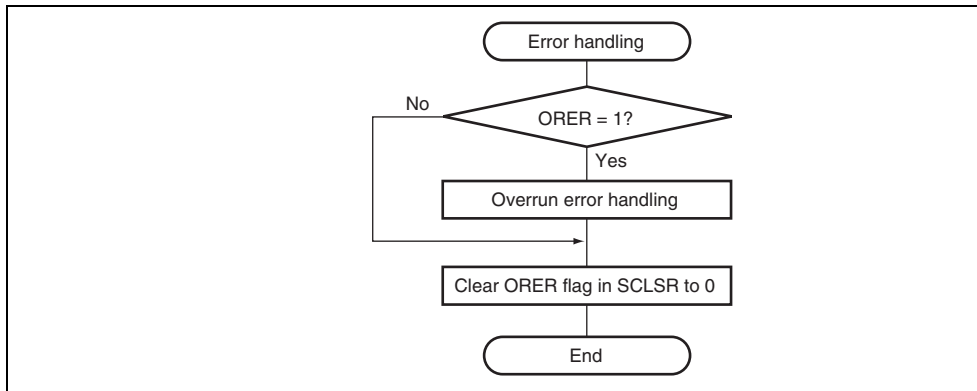 Error handling
No
ORER = 1?
Yes
Overrun error handling
Clear ORER flag in SCLSR to 0
End